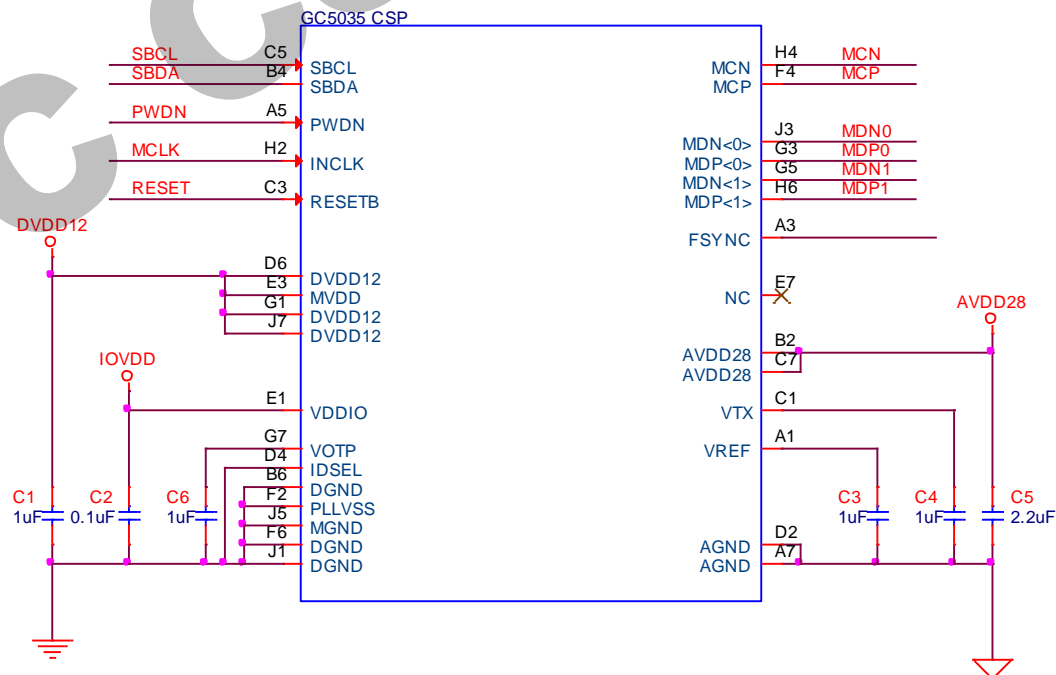 GC5035 CSP
SBCL C5 SBCL
SBDA B4 SBDA
PWDN A5 PWDN
MCLK H2 INCLK
RESET C3 RESETB
DVDD12
D6 DVDD12
E3 MVDD
G1 DVDD12
J7 DVDD12
IOVDD
E1 VDDIO
G7 VOTP
D4 IDSEL
B6 DGND
F2 PLLVSS
J5 MGND
F6 DGND
J1 DGND
C1 1uF
C2 0.1uF
C6 1uF
MCN H4 MCN
MCP F4 MCP
MDN<0> J3 MDN0
MDP<0> G3 MDP0
MDN<1> G5 MDN1
MDP<1> H6 MDP1
FSYNC A3
NC E7
AVDD28
AVDD28 B2
AVDD28 C7
VTX C1
VREF A1
C3 1uF
C4 1uF
C5 2.2uF
AGND D2
AGND A7